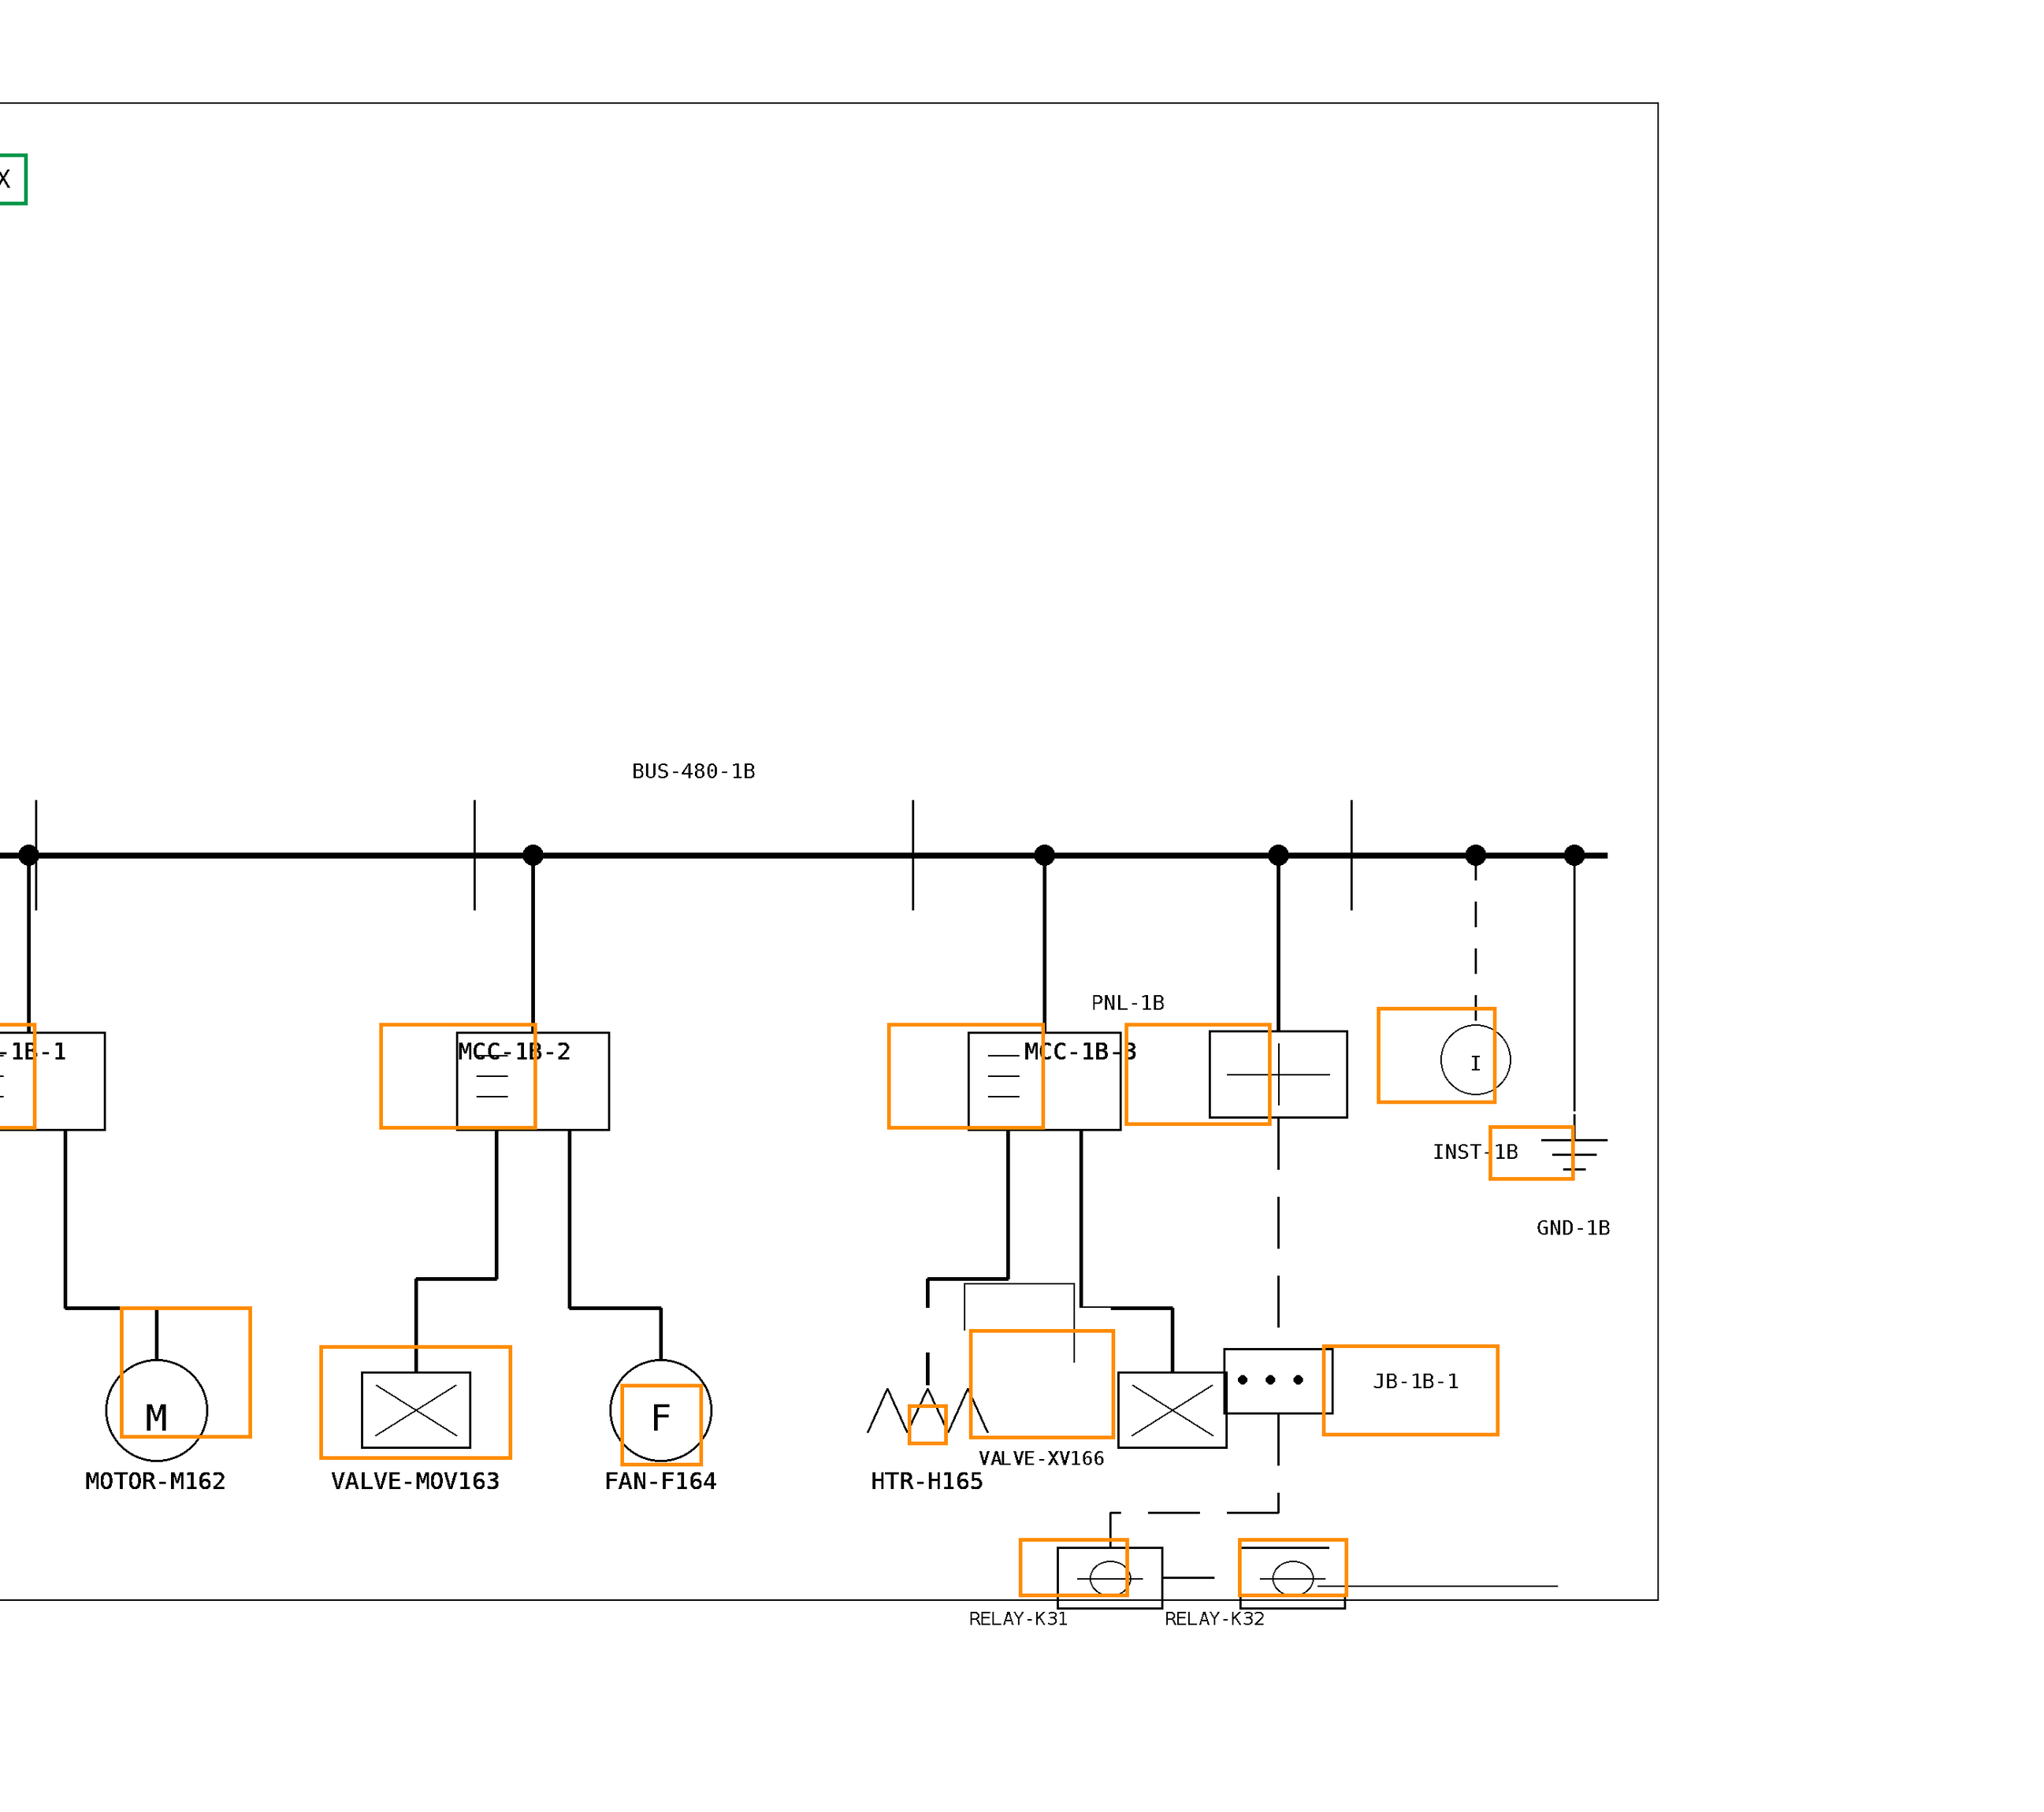 X
BUS-480-1B
PNL-1B
-1B-1
MCC-1B-2
MCC-1B-3
I
INST-1B
GND-1B
JB-1B-1
M
F
VALVE-XV166
MOTOR-M162
VALVE-MOV163
FAN-F164
HTR-H165
RELAY-K31
RELAY-K32